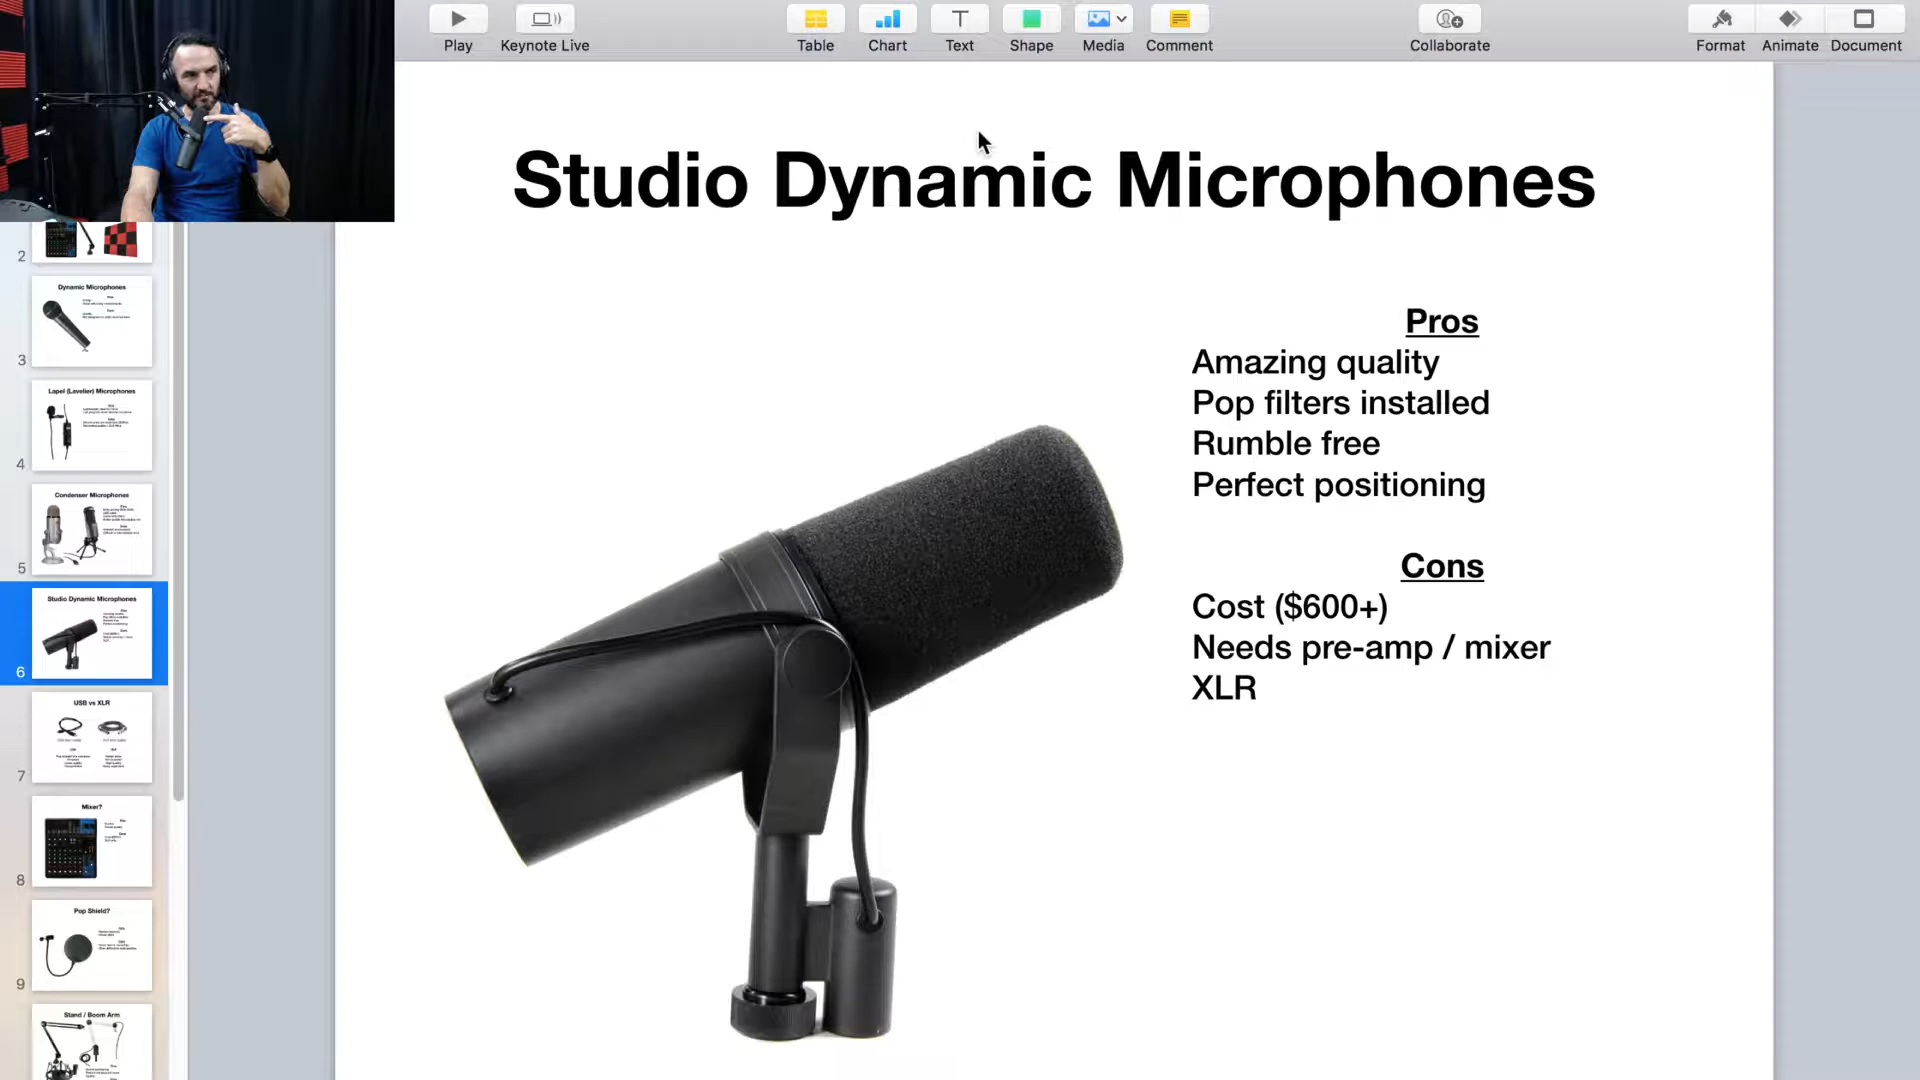 Play
Keynote Live
Table
Chart
Text
Shape
Media
Comment
Collaborate
Format
Animate
Document
Studio Dynamic Microphones
Pros
Amazing quality
Pop filters installed
Rumble free
Perfect positioning
Cons
Cost ($600+)
Needs pre-amp / mixer
XLR
2
Dynamic Microphones
3
Lapel (Lavelier) Microphones
4
Condenser Microphones
5
Studio Dynamic Microphones
6
USB vs XLR
7
Mixer?
8
Pop Shield?
9
Stand / Boom Arm